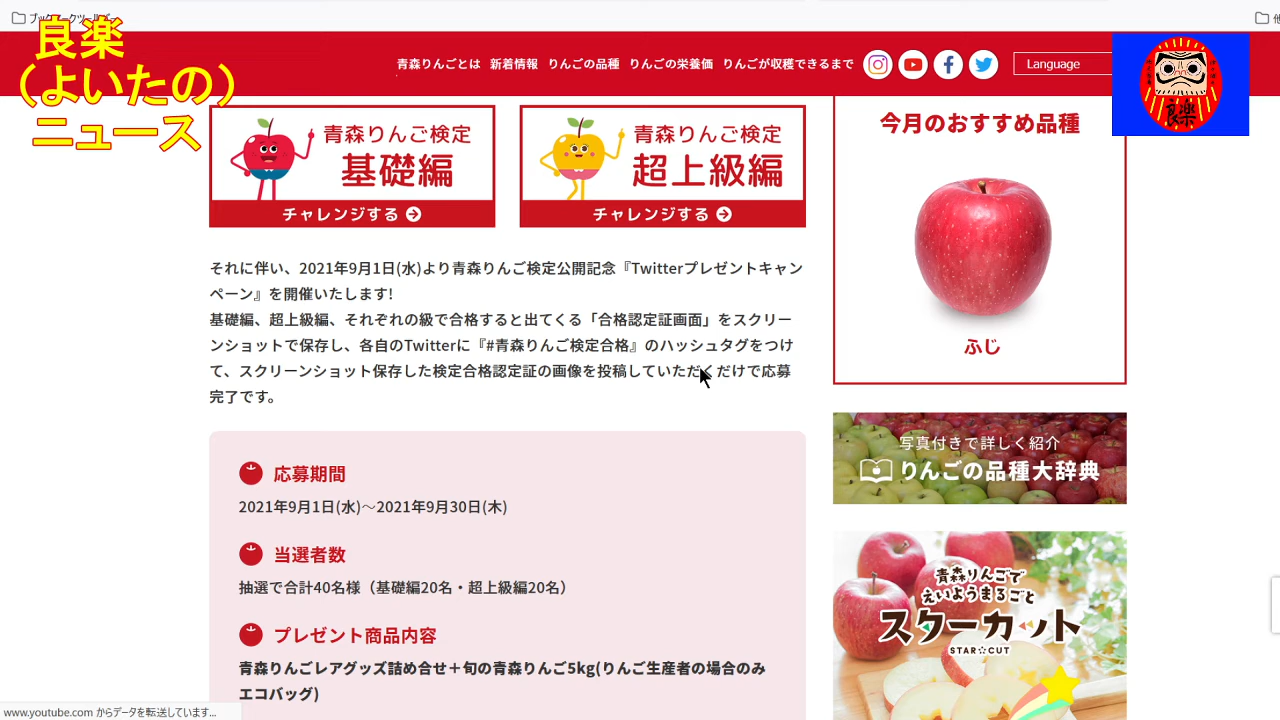 良楽
（よいたの）
ニュース
青森りんごとは 新着情報 りんごの品種 りんごの栄養価 りんごが収穫できるまで
Language
良楽
青森りんご検定
基礎編
チャレンジする
青森りんご検定
超上級編
チャレンジする
それに伴い、2021年9月1日(水)より青森りんご検定公開記念『Twitterプレゼントキャン
ペーン』を開催いたします!
基礎編、超上級編、それぞれの級で合格すると出てくる「合格認定証画面」をスクリー
ンショットで保存し、各自のTwitterに『#青森りんご検定合格』のハッシュタグをつけ
て、スクリーンショット保存した検定合格認定証の画像を投稿していただくだけで応募
完了です。
応募期間
2021年9月1日(水)～2021年9月30日(木)
当選者数
抽選で合計40名様（基礎編20名・超上級編20名）
プレゼント商品内容
青森りんごレアグッズ詰め合せ＋旬の青森りんご5kg(りんご生産者の場合のみ
エコバッグ)
今月のおすすめ品種
ふじ
写真付きで詳しく紹介
りんごの品種大辞典
青森りんごで
えいようまるごと
スターカット
STAR☆CUT
www.youtube.com からデータを転送しています...